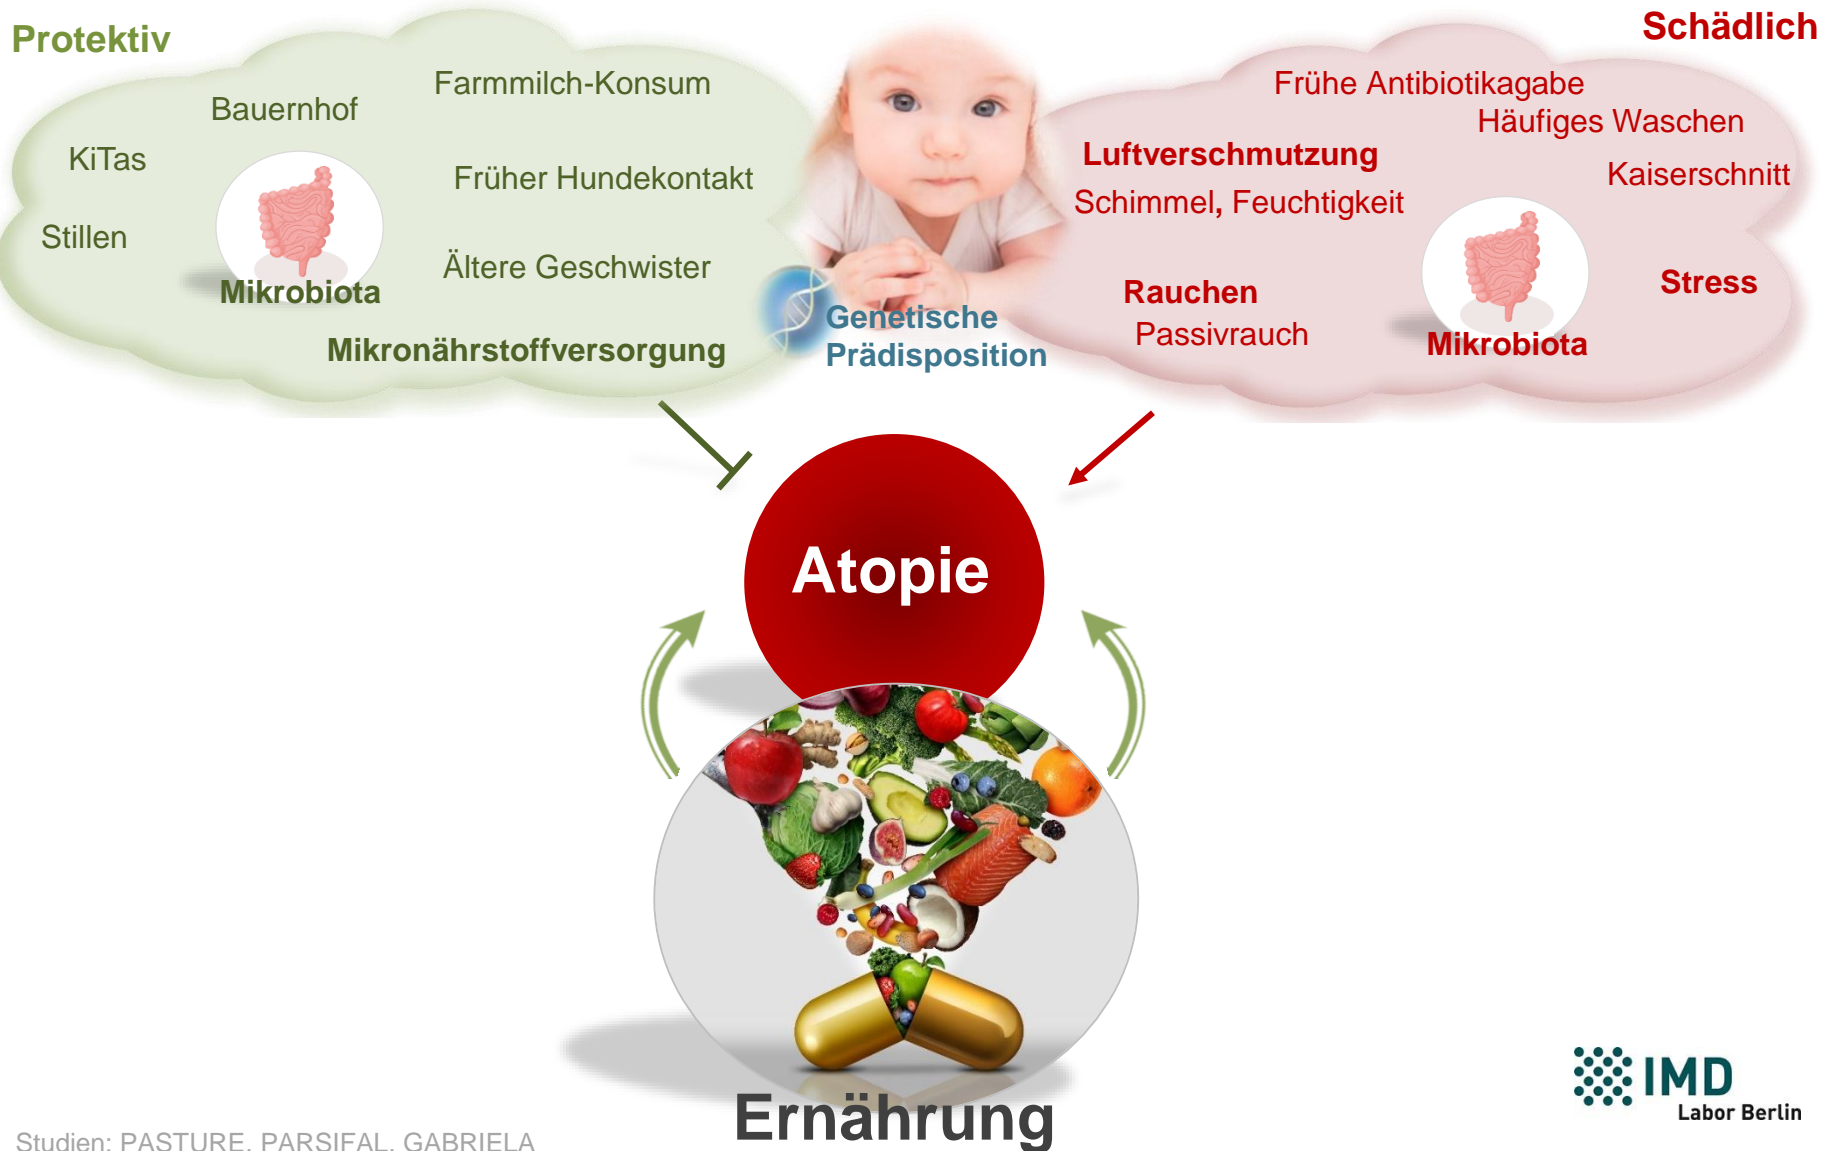 Protektiv
Schädlich
Farmmilch-Konsum
Bauernhof
KiTas
Früher Hundekontakt
Stillen
Ältere Geschwister
Mikrobiota
Mikronährstoffversorgung
Genetische
Prädisposition
Frühe Antibiotikagabe
Häufiges Waschen
Luftverschmutzung
Kaiserschnitt
Schimmel, Feuchtigkeit
Stress
Rauchen
Passivrauch
Mikrobiota
Atopie
Ernährung
IMD
Labor Berlin
Studien: PASTURE, PARSIFAL, GABRIELA